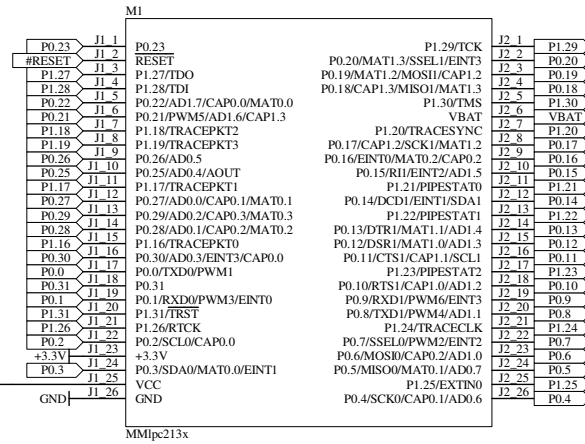 M1
P0.23 J1_1 P0.23 P1.29/TCK J2_1 P1.29
#RESET J1_2 RESET P0.20/MAT1.3/SSEL1/EINT3 J2_2 P0.20
P1.27 J1_3 P1.27/TDO P0.19/MAT1.2/MOSI1/CAP1.2 J2_3 P0.19
P1.28 J1_4 P1.28/TDI P0.18/CAP1.3/MISO1/MAT1.3 J2_4 P0.18
P0.22 J1_5 P0.22/AD1.7/CAP0.0/MAT0.0 P1.30/TMS J2_5 P1.30
P0.21 J1_6 P0.21/PWM5/AD1.6/CAP1.3 VBAT J2_6 VBAT
P1.18 J1_7 P1.18/TRACEPKT2 P1.20/TRACESYNC J2_7 P1.20
P1.19 J1_8 P1.19/TRACEPKT3 P0.17/CAP1.2/SCK1/MAT1.2 J2_8 P0.17
P0.26 J1_9 P0.26/AD0.5 P0.16/EINT0/MAT0.2/CAP0.2 J2_9 P0.16
P0.25 J1_10 P0.25/AD0.4/AOUT P0.15/RI1/EINT2/AD1.5 J2_10 P0.15
P1.17 J1_11 P1.17/TRACEPKT1 P1.21/PIPESTAT0 J2_11 P1.21
P0.27 J1_12 P0.27/AD0.0/CAP0.1/MAT0.1 P0.14/DCD1/EINT1/SDA1 J2_12 P0.14
P0.29 J1_13 P0.29/AD0.2/CAP0.3/MAT0.3 P1.22/PIPESTAT1 J2_13 P1.22
P0.28 J1_14 P0.28/AD0.1/CAP0.2/MAT0.2 P0.13/DTR1/MAT1.1/AD1.4 J2_14 P0.13
P1.16 J1_15 P1.16/TRACEPKT0 P0.12/DSR1/MAT1.0/AD1.3 J2_15 P0.12
P0.30 J1_16 P0.30/AD0.3/EINT3/CAP0.0 P0.11/CTS1/CAP1.1/SCL1 J2_16 P0.11
P0.0 J1_17 P0.0/TXD0/PWM1 P1.23/PIPESTAT2 J2_17 P1.23
P0.31 J1_18 P0.31 P0.10/RTS1/CAP1.0/AD1.2 J2_18 P0.10
P0.1 J1_19 P0.1/RXD0/PWM3/EINT0 P0.9/RXD1/PWM6/EINT3 J2_19 P0.9
P1.31 J1_20 P1.31/TRST P0.8/TXD1/PWM4/AD1.1 J2_20 P0.8
P1.26 J1_21 P1.26/RTCK P1.24/TRACECLK J2_21 P1.24
P0.2 J1_22 P0.2/SCL0/CAP0.0 P0.7/SSEL0/PWM2/EINT2 J2_22 P0.7
+3.3V J1_23 +3.3V P0.6/MOSI0/CAP0.2/AD1.0 J2_23 P0.6
P0.3 J1_24 P0.3/SDA0/MAT0.0/EINT1 P0.5/MISO0/MAT0.1/AD0.7 J2_24 P0.5
J1_25 VCC P1.25/EXTIN0 J2_25 P1.25
GND J1_26 GND P0.4/SCK0/CAP0.1/AD0.6 J2_26 P0.4
MMlpc213x